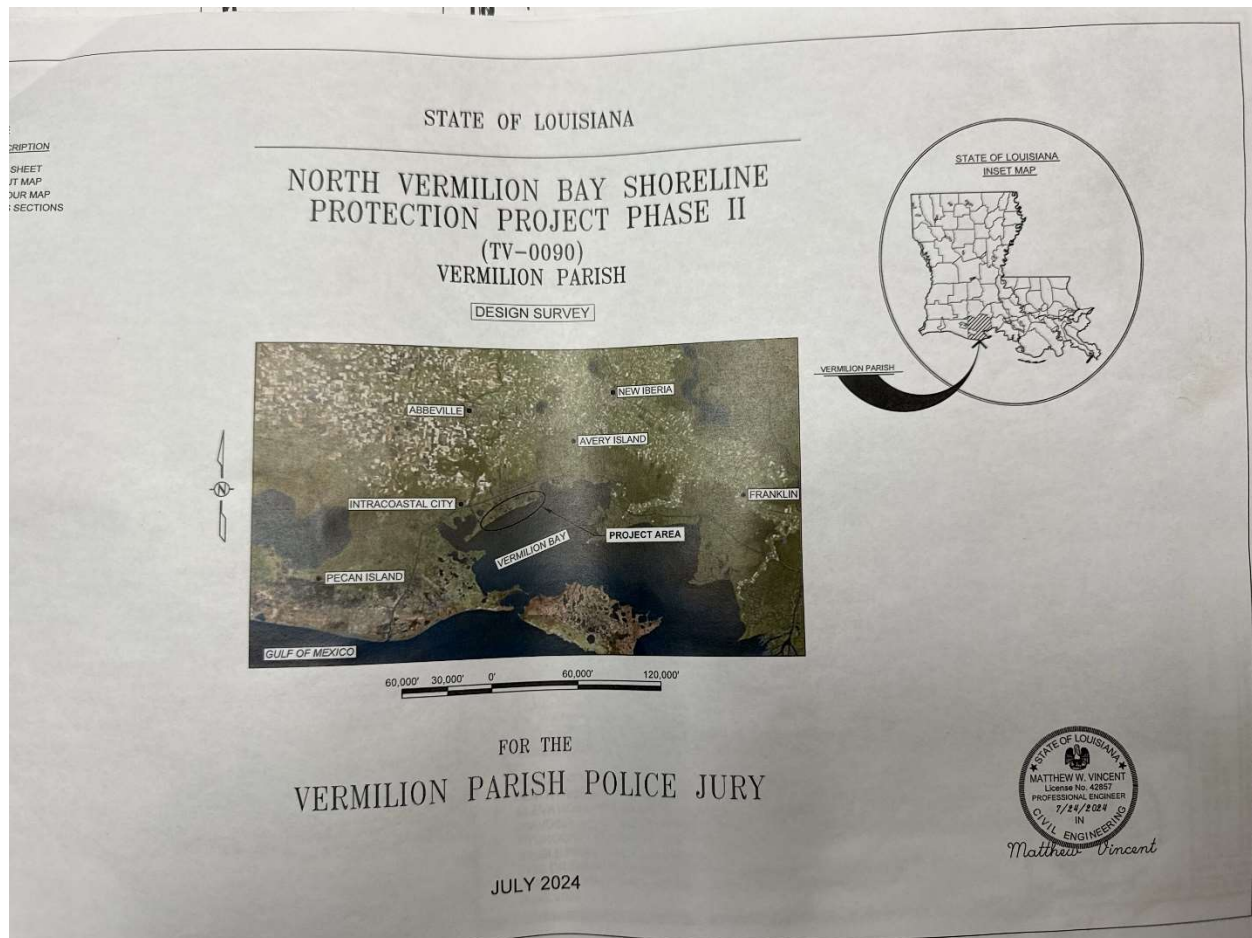 SHEET
SECTIONS
STATE OF LOUISIANA
NORTH VERMILION BAY SHORELINE
PROTECTION PROJECT PHASE II
(TV-0090)
VERMILION PARISH
DESIGN SURVEY
NEW IBERIA
ABBEVILLE
AVERY ISLAND
FRANKLIN
INTRACOASTAL CITY
PROJECT AREA
VERMILION BAY
PECAN ISLAND
GULF OF MEXICO
N
60,000' 30,000' 0' 60,000' 120,000'
FOR THE
VERMILION PARISH POLICE JURY
JULY 2024
STATE OF LOUISIANA
INSET MAP
VERMILION PARISH
STATE OF LOUISIANA
MATTHEW W. VINCENT
License No. 42857
PROFESSIONAL ENGINEER
7/24/2024
IN
CIVIL ENGINEERING
Matthew Vincent